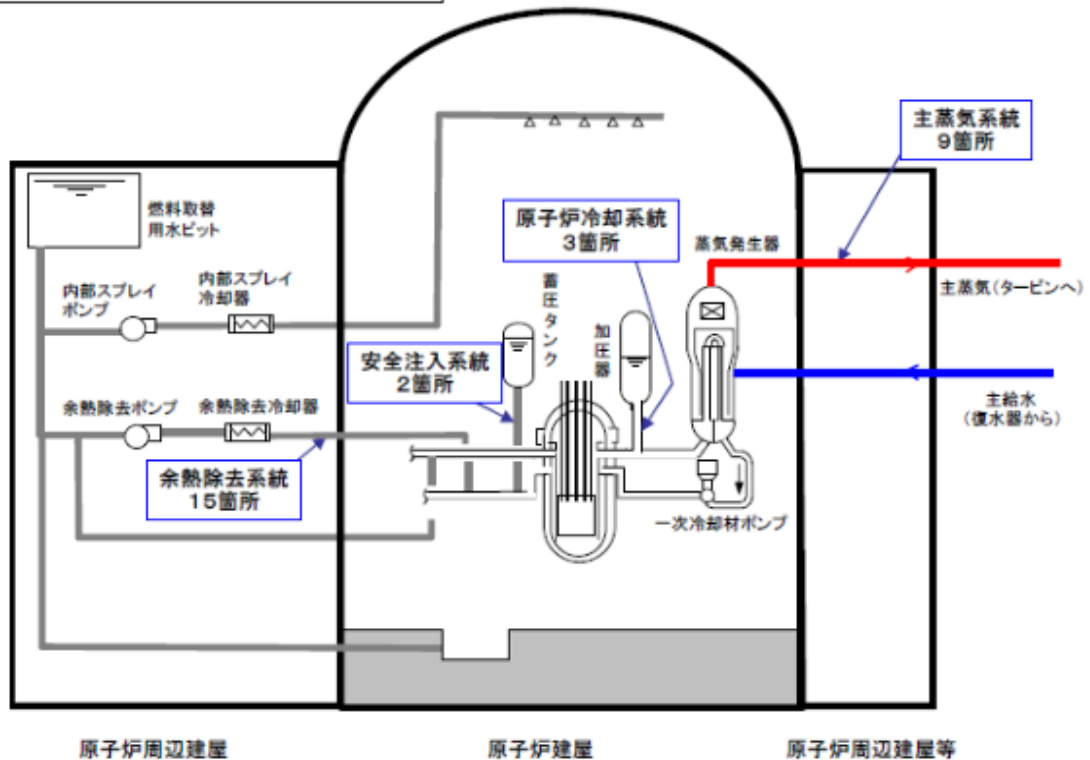 主蒸気系統
9箇所
燃料取替
用水ピット
原子炉冷却系統
3箇所
蒸気発生器
主蒸気(タービンへ)
内部スプレイ
ポンプ
内部スプレイ
冷却器
蓄圧タンク
加圧器
安全注入系統
2箇所
主給水
(復水器から)
余熱除去ポンプ
余熱除去冷却器
余熱除去系統
15箇所
一次冷却材ポンプ
原子炉周辺建屋
原子炉建屋
原子炉周辺建屋等